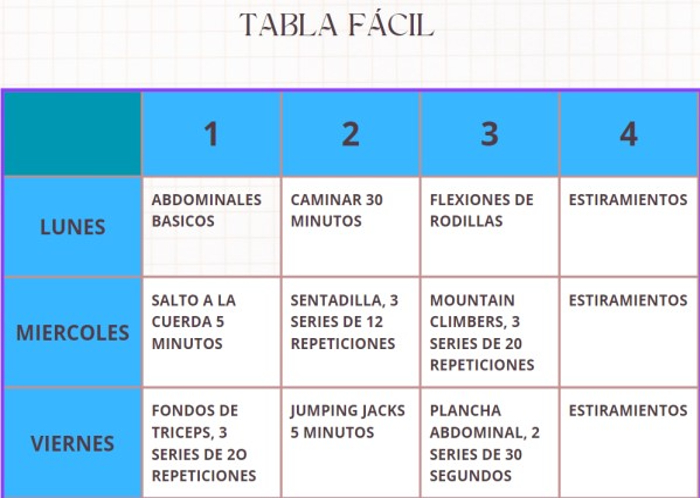 TABLA FÁCIL
1 2 3 4
LUNES
ABDOMINALES
BASICOS
CAMINAR 30
MINUTOS
FLEXIONES DE
RODILLAS
ESTIRAMIENTOS
MIERCOLES
SALTO A LA
CUERDA 5
MINUTOS
SENTADILLA, 3
SERIES DE 12
REPETICIONES
MOUNTAIN
CLIMBERS, 3
SERIES DE 20
REPETICIONES
ESTIRAMIENTOS
VIERNES
FONDOS DE
TRICEPS, 3
SERIES DE 2O
REPETICIONES
JUMPING JACKS
5 MINUTOS
PLANCHA
ABDOMINAL, 2
SERIES DE 30
SEGUNDOS
ESTIRAMIENTOS